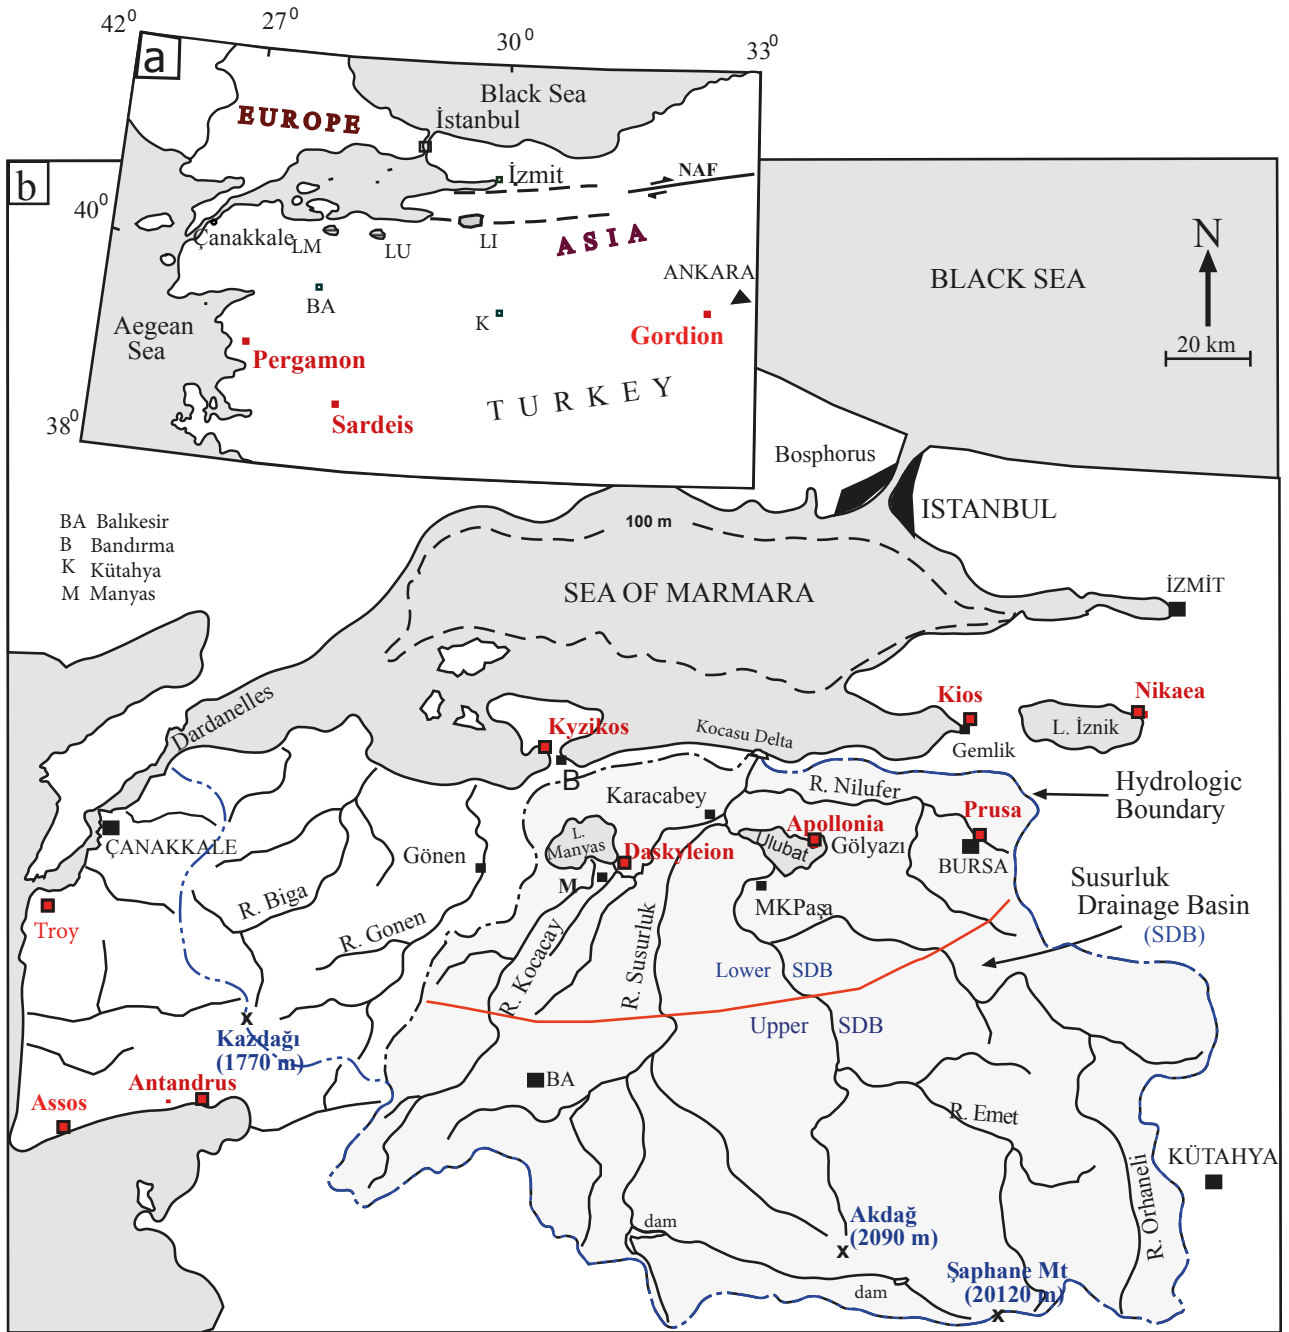 42⁰
27⁰
30⁰
33⁰
a
Black Sea
EUROPE
İstanbul
İzmit
NAF
40⁰
Çanakkale
LM
LU
LI
ASIA
ANKARA
BA
K
Gordion
Aegean
Sea
Pergamon
TURKEY
Sardeis
38⁰
b
N
BLACK SEA
20 km
Bosphorus
ISTANBUL
100 m
BA Balıkesir
B Bandırma
K Kütahya
M Manyas
SEA OF MARMARA
İZMİT
Dardanelles
Kyzikos
Kocasu Delta
Kios
Nikaea
L. İznik
Gemlik
B
Karacabey
R. Nilufer
Hydrologic
Boundary
Prusa
Apollonia
Gölyazı
Ulubat
BURSA
ÇANAKKALE
Gönen
L.
Manyas
Daskyleion
M
MKPaşa
Susurluk
Drainage Basin
(SDB)
Troy
R. Biga
R. Gonen
R. Kocacay
R. Susurluk
Lower SDB
Upper SDB
Kazdağı
(1770 m)
Antandrus
Assos
BA
R. Emet
R. Orhaneli
KÜTAHYA
dam
Akdağ
(2090 m)
Şaphane Mt
(20120 m)
dam